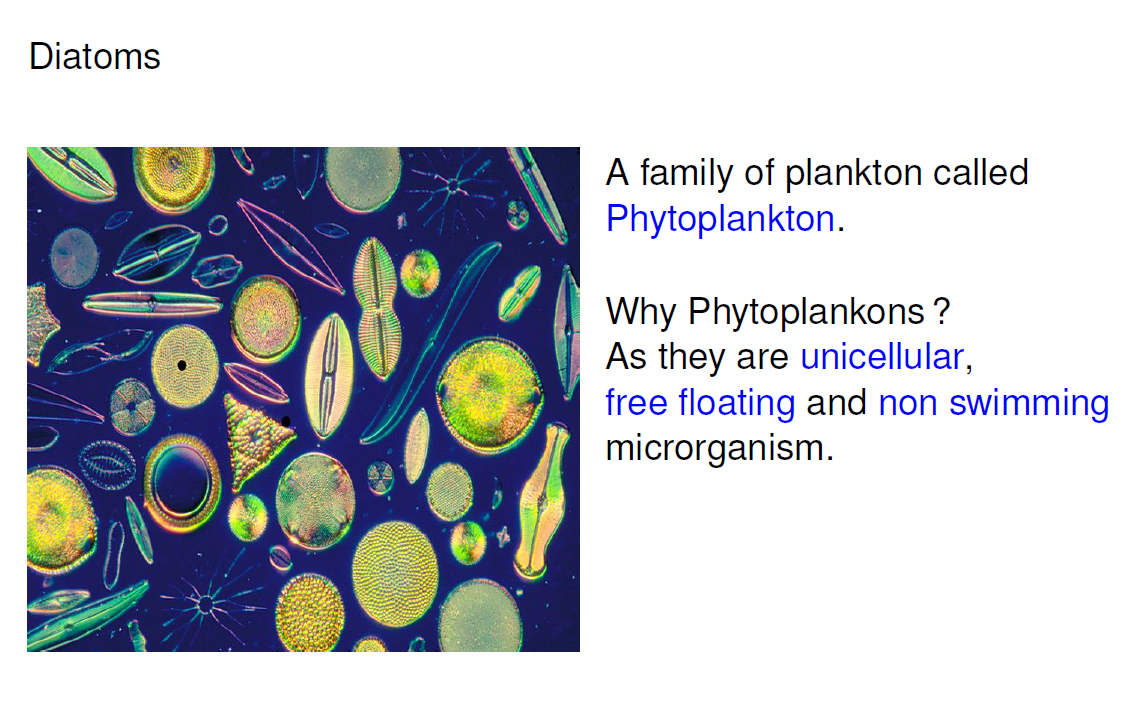 Diatoms
A family of plankton called
Phytoplankton.
Why Phytoplankons ?
As they are unicellular,
free floating and non swimming
microrganism.